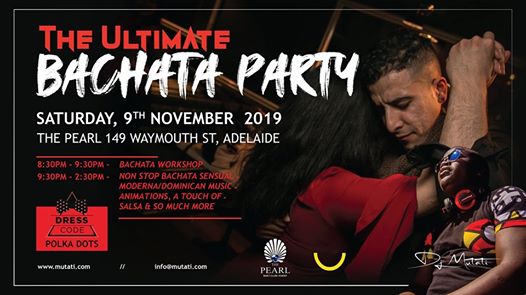 THE ULTIMATE
BACHATA PARTY
SATURDAY, 9TH NOVEMBER 2019
THE PEARL 149 WAYMOUTH ST, ADELAIDE
8:30PM - 9:30PM - BACHATA WORKSHOP
9:30PM - 2:30PM - NON STOP BACHATA SENSUAL
MODERNA/DOMINICAN MUSIC -
ANIMATIONS, A TOUCH OF -
SALSA & SO MUCH MORE
DRESS
CODE
POLKA DOTS
www.mutati.com // info@mutati.com
THE
PEARL
Dj Mutati